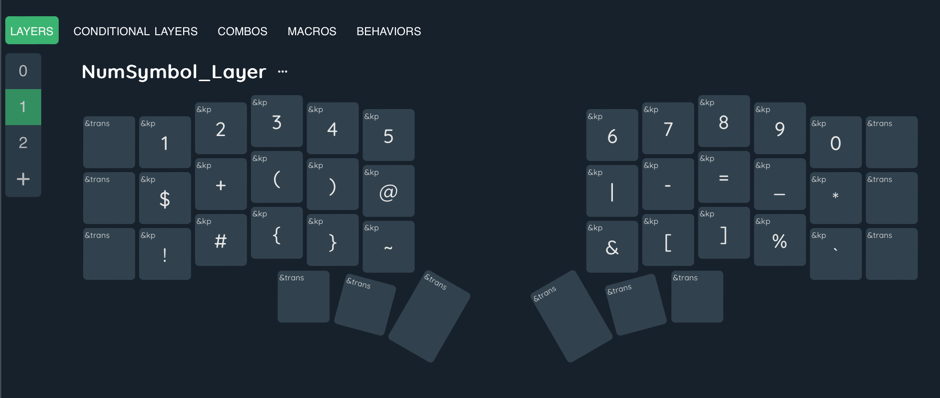 LAYERS CONDITIONAL LAYERS COMBOS MACROS BEHAVIORS
0
1
2
+
NumSymbol_Layer ...
&trans &kp &kp &kp &kp &kp &kp &kp &kp &kp &kp &trans
1 2 3 4 5 6 7 8 9 0
&trans &kp &kp &kp &kp &kp &kp &kp &kp &kp &kp &trans
$ + ( ) @ | - = _ *
&trans &kp &kp &kp &kp &kp &kp &kp &kp &kp &kp &trans
! # { } ~ & [ ] % `
&trans &trans &trans &trans &trans &trans